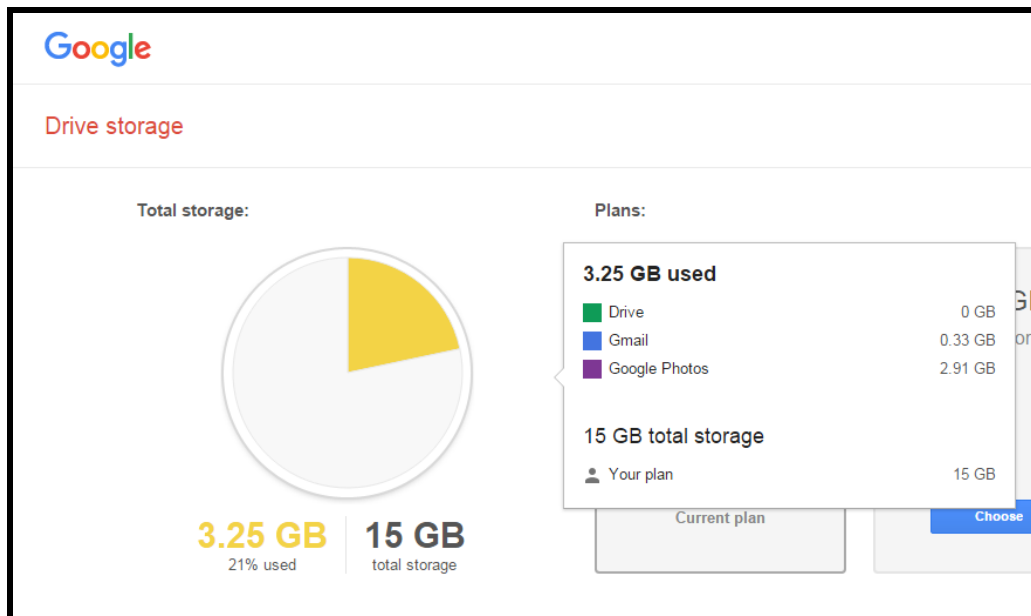 Google
Drive storage
Total storage:
3.25 GB
21% used
15 GB
total storage
Plans:
3.25 GB used
Drive 0 GB
Gmail 0.33 GB
Google Photos 2.91 GB
15 GB total storage
Your plan 15 GB
Current plan
Choose